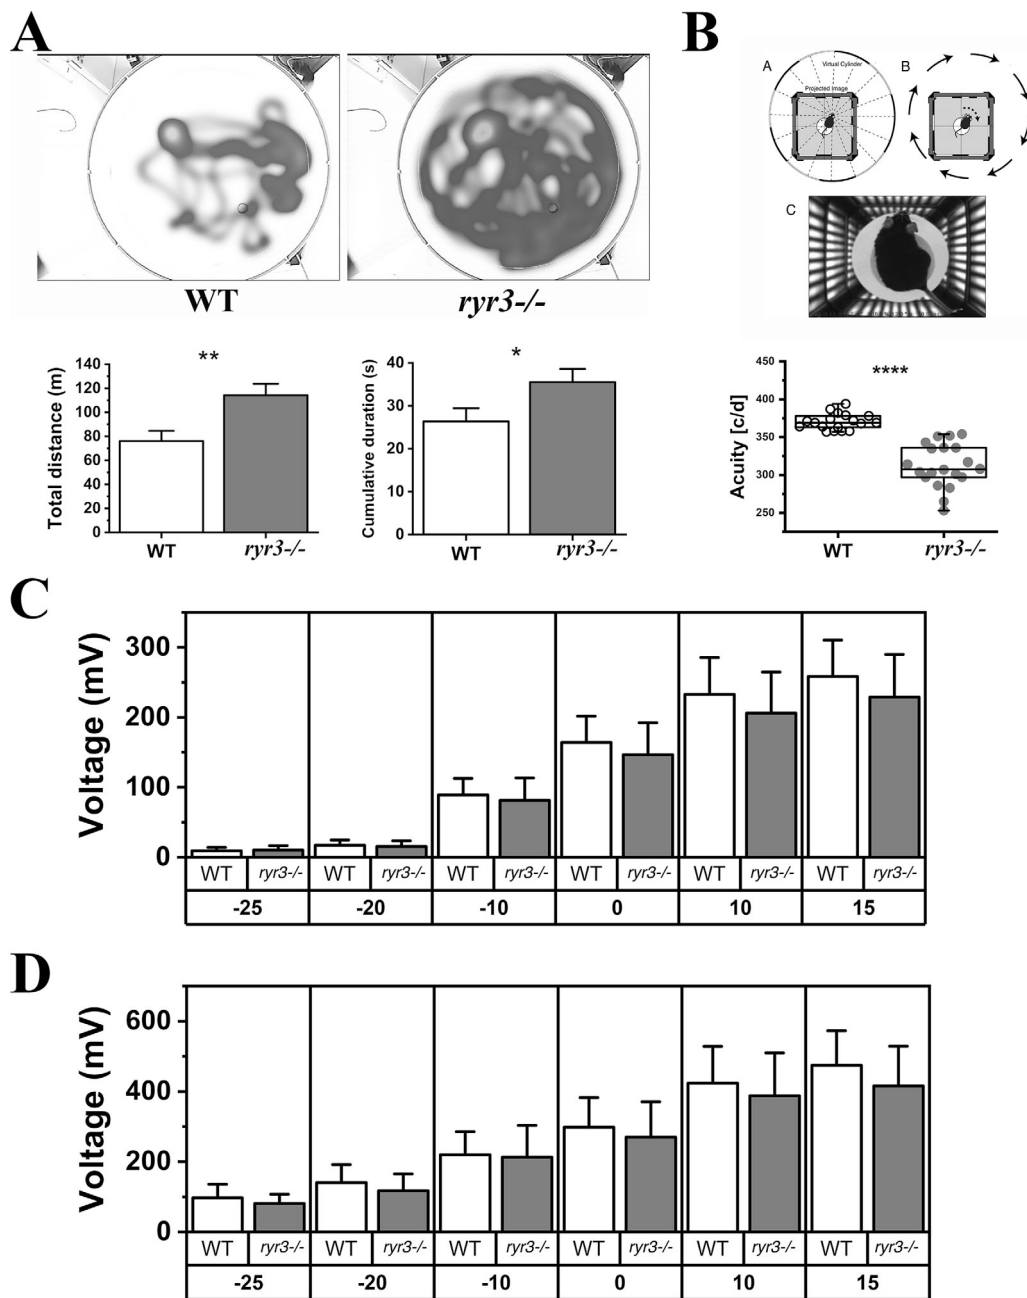 A
WT
ryr3-/-
Total distance (m)
140
120
100
80
60
40
20
0
**
WT
ryr3-/-
Cumulative duration (s)
40
30
20
10
0
*
WT
ryr3-/-
B
A
Virtual Cylinder
Projected Image
B
C
Acuity [c/d]
450
400
350
300
250
****
WT
ryr3-/-
C
Voltage (mV)
300
200
100
0
WT ryr3-/- WT ryr3-/- WT ryr3-/- WT ryr3-/- WT ryr3-/- WT ryr3-/-
-25 -20 -10 0 10 15
D
Voltage (mV)
600
400
200
0
WT ryr3-/- WT ryr3-/- WT ryr3-/- WT ryr3-/- WT ryr3-/- WT ryr3-/-
-25 -20 -10 0 10 15